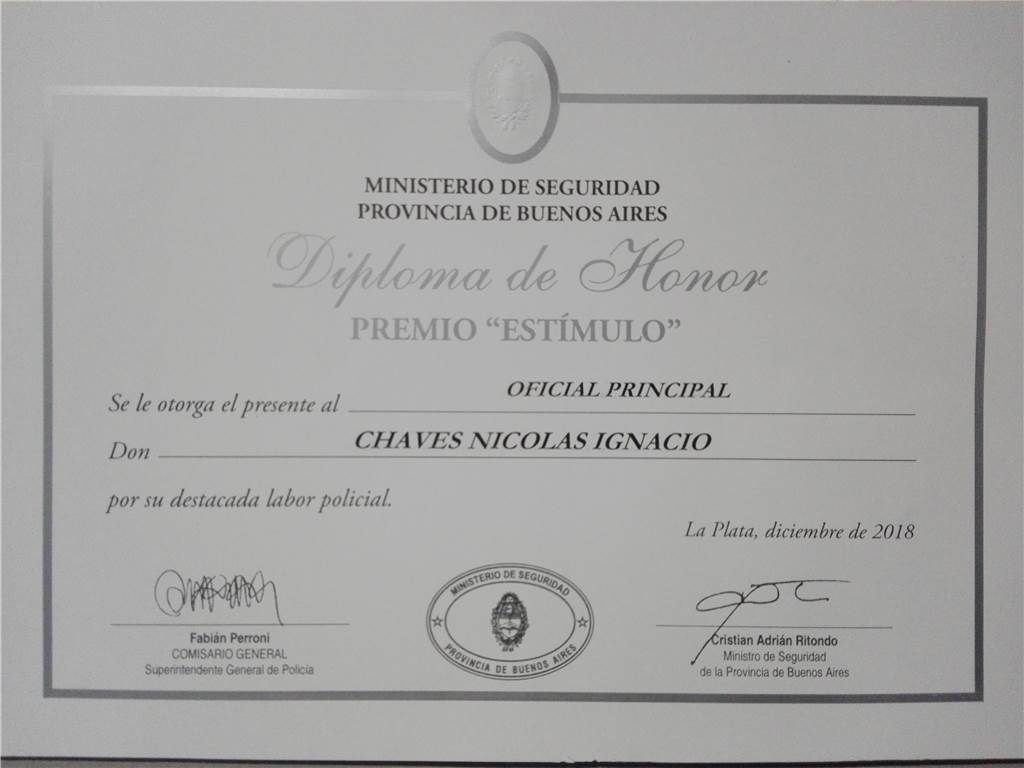 MINISTERIO DE SEGURIDAD
PROVINCIA DE BUENOS AIRES
Diploma de Honor
PREMIO “ESTÍMULO”
Se le otorga el presente al OFICIAL PRINCIPAL
Don CHAVES NICOLAS IGNACIO
por su destacada labor policial.
La Plata, diciembre de 2018
Fabián Perroni
COMISARIO GENERAL
Superintendente General de Policía
MINISTERIO DE SEGURIDAD
PROVINCIA DE BUENOS AIRES
Cristian Adrián Ritondo
Ministro de Seguridad
de la Provincia de Buenos Aires